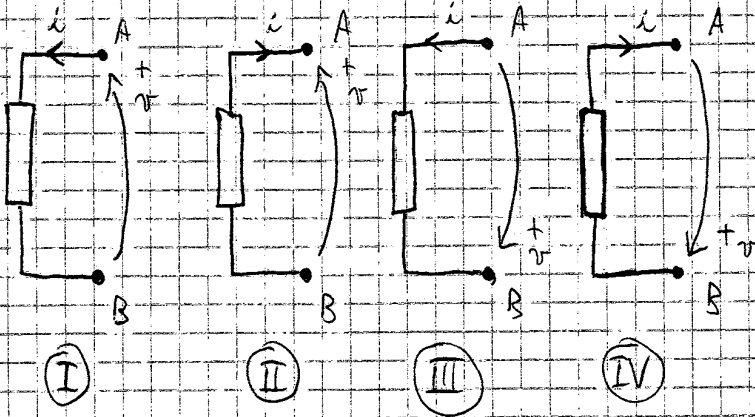 i A i A i A i A
+ + 
v v
+ +
v v
B B B B
I II III IV